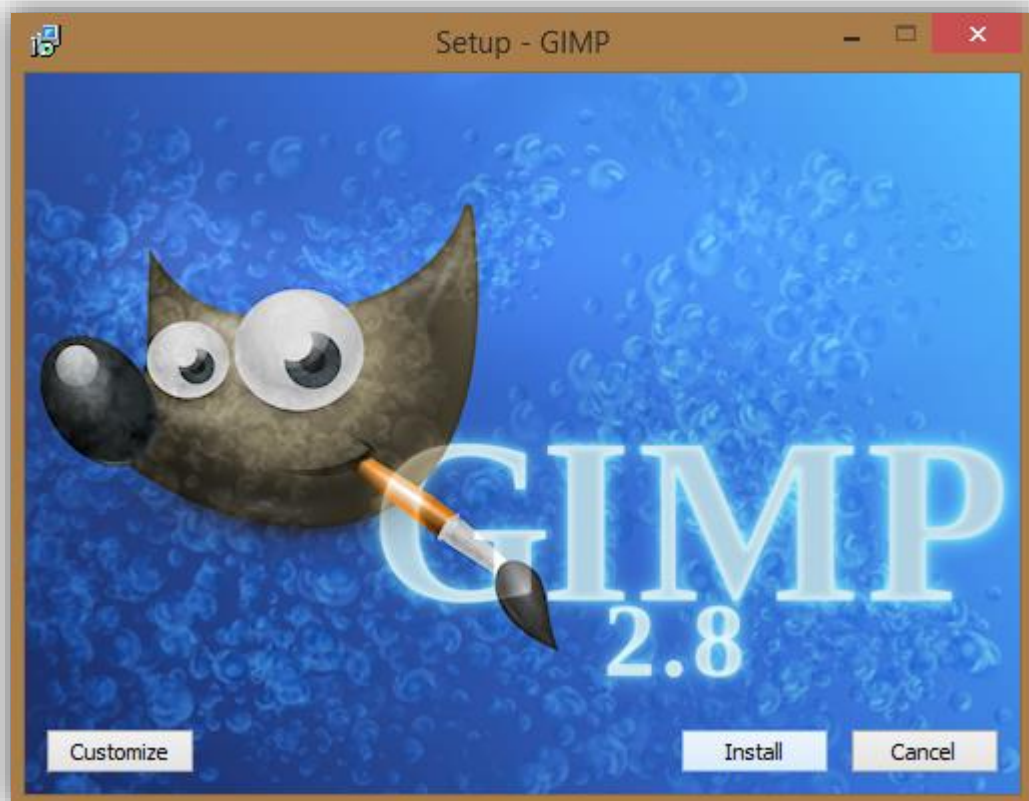 Setup - GIMP
GIMP
2.8
Customize
Install
Cancel